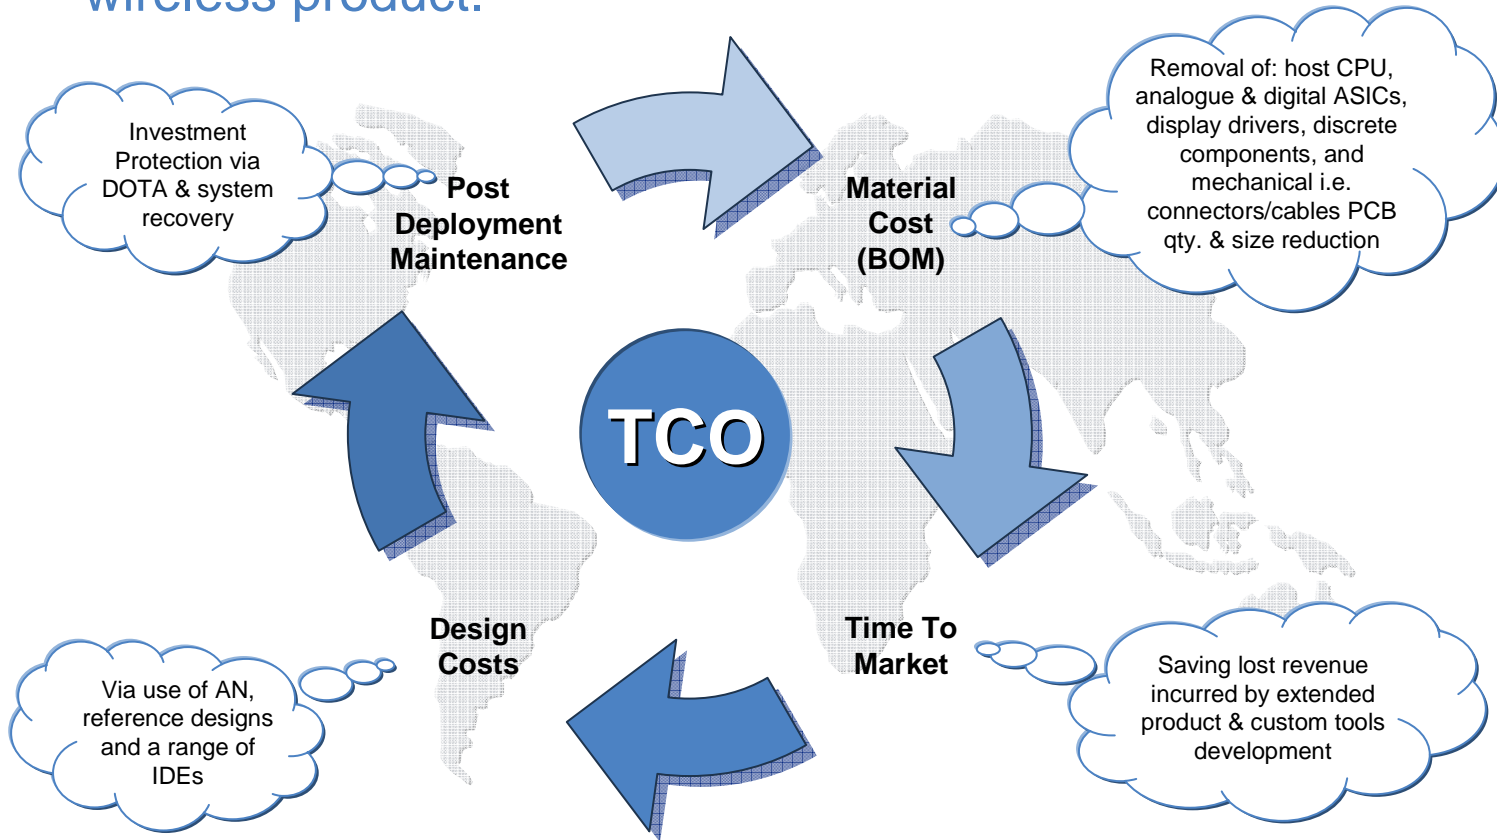 wireless product.
Investment
Protection via
DOTA & system
recovery
Post
Deployment
Maintenance
Material
Cost
(BOM)
Removal of: host CPU,
analogue & digital ASICs,
display drivers, discrete
components, and
mechanical i.e.
connectors/cables PCB
qty. & size reduction
TCO
Design
Costs
Via use of AN,
reference designs
and a range of
IDEs
Time To
Market
Saving lost revenue
incurred by extended
product & custom tools
development